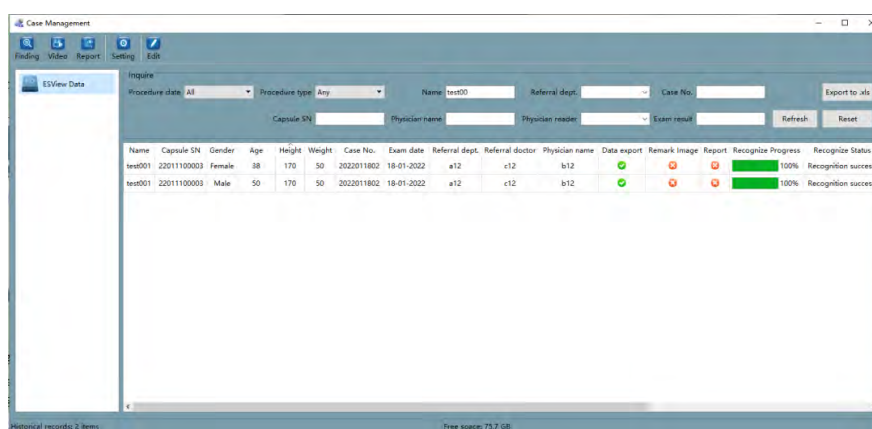 Case Management
Finding Video Report Setting Edit
ESView Data
Inquire
Procedure date All Procedure type Any Name test00 Referral dept. Case No. Export to .xls
Capsule SN Physician name Physician reader Exam result Refresh Reset
Name Capsule SN Gender Age Height Weight Case No. Exam date Referral dept. Referral doctor Physician name Data export Remark Image Report Recognize Progress Recognize Status
test001 22011100003 Female 38 170 50 2022011802 18-01-2022 a12 c12 b12 100% Recognition succes
test001 22011100003 Male 50 170 50 2022011802 18-01-2022 a12 c12 b12 100% Recognition succes
Historical records: 2 items Free space: 75.7 GB